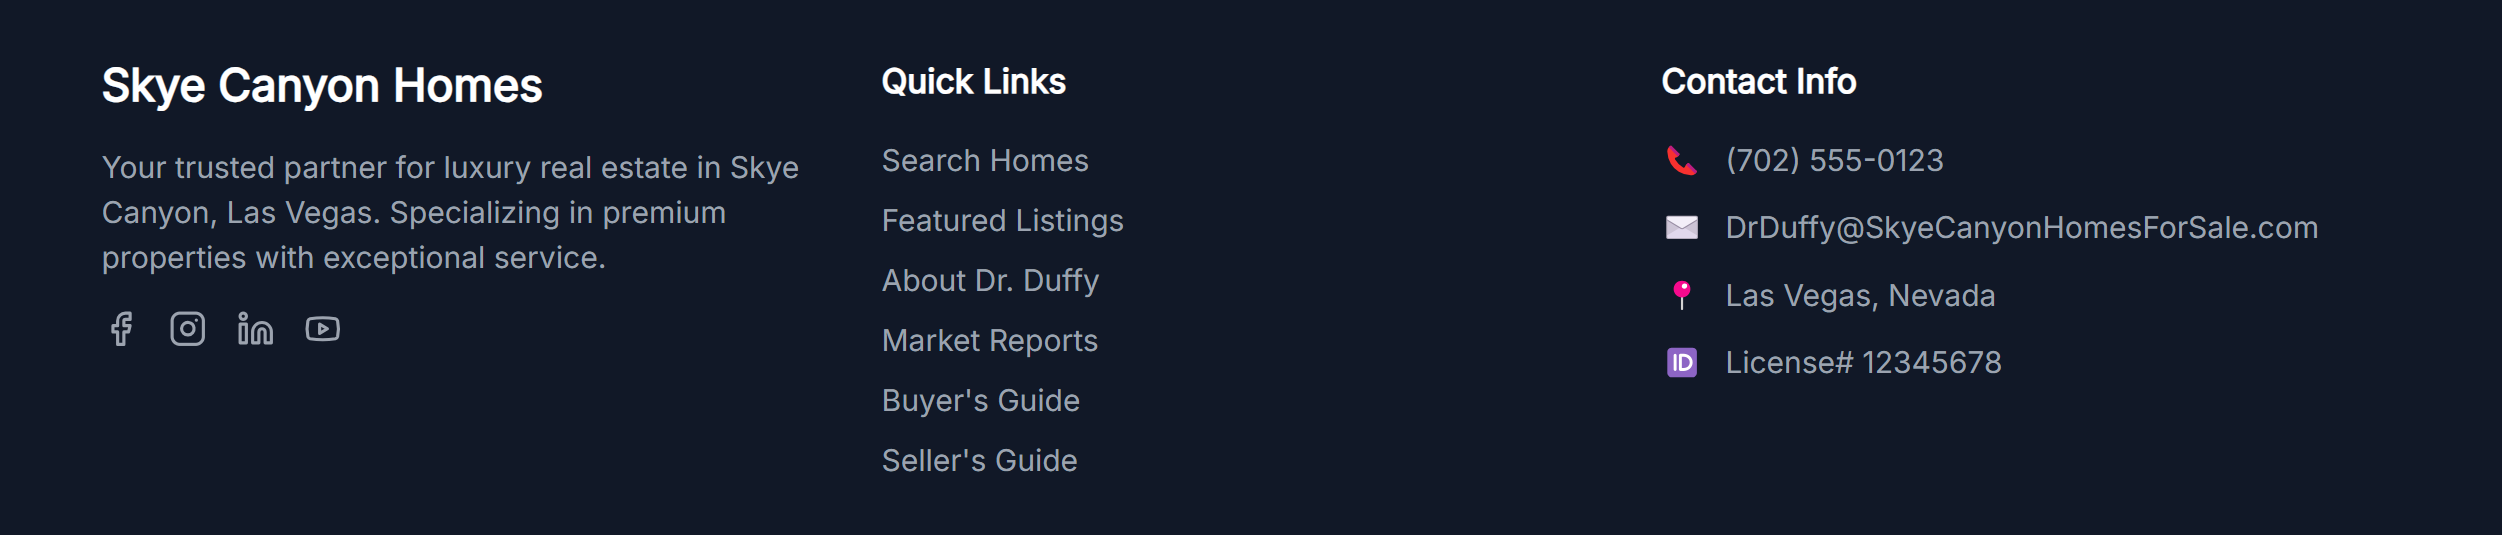 Skye Canyon Homes
Your trusted partner for luxury real estate in Skye
Canyon, Las Vegas. Specializing in premium
properties with exceptional service.
Quick Links
Search Homes
Featured Listings
About Dr. Duffy
Market Reports
Buyer's Guide
Seller's Guide
Contact Info
(702) 555-0123
DrDuffy@SkyeCanyonHomesForSale.com
Las Vegas, Nevada
ID License# 12345678